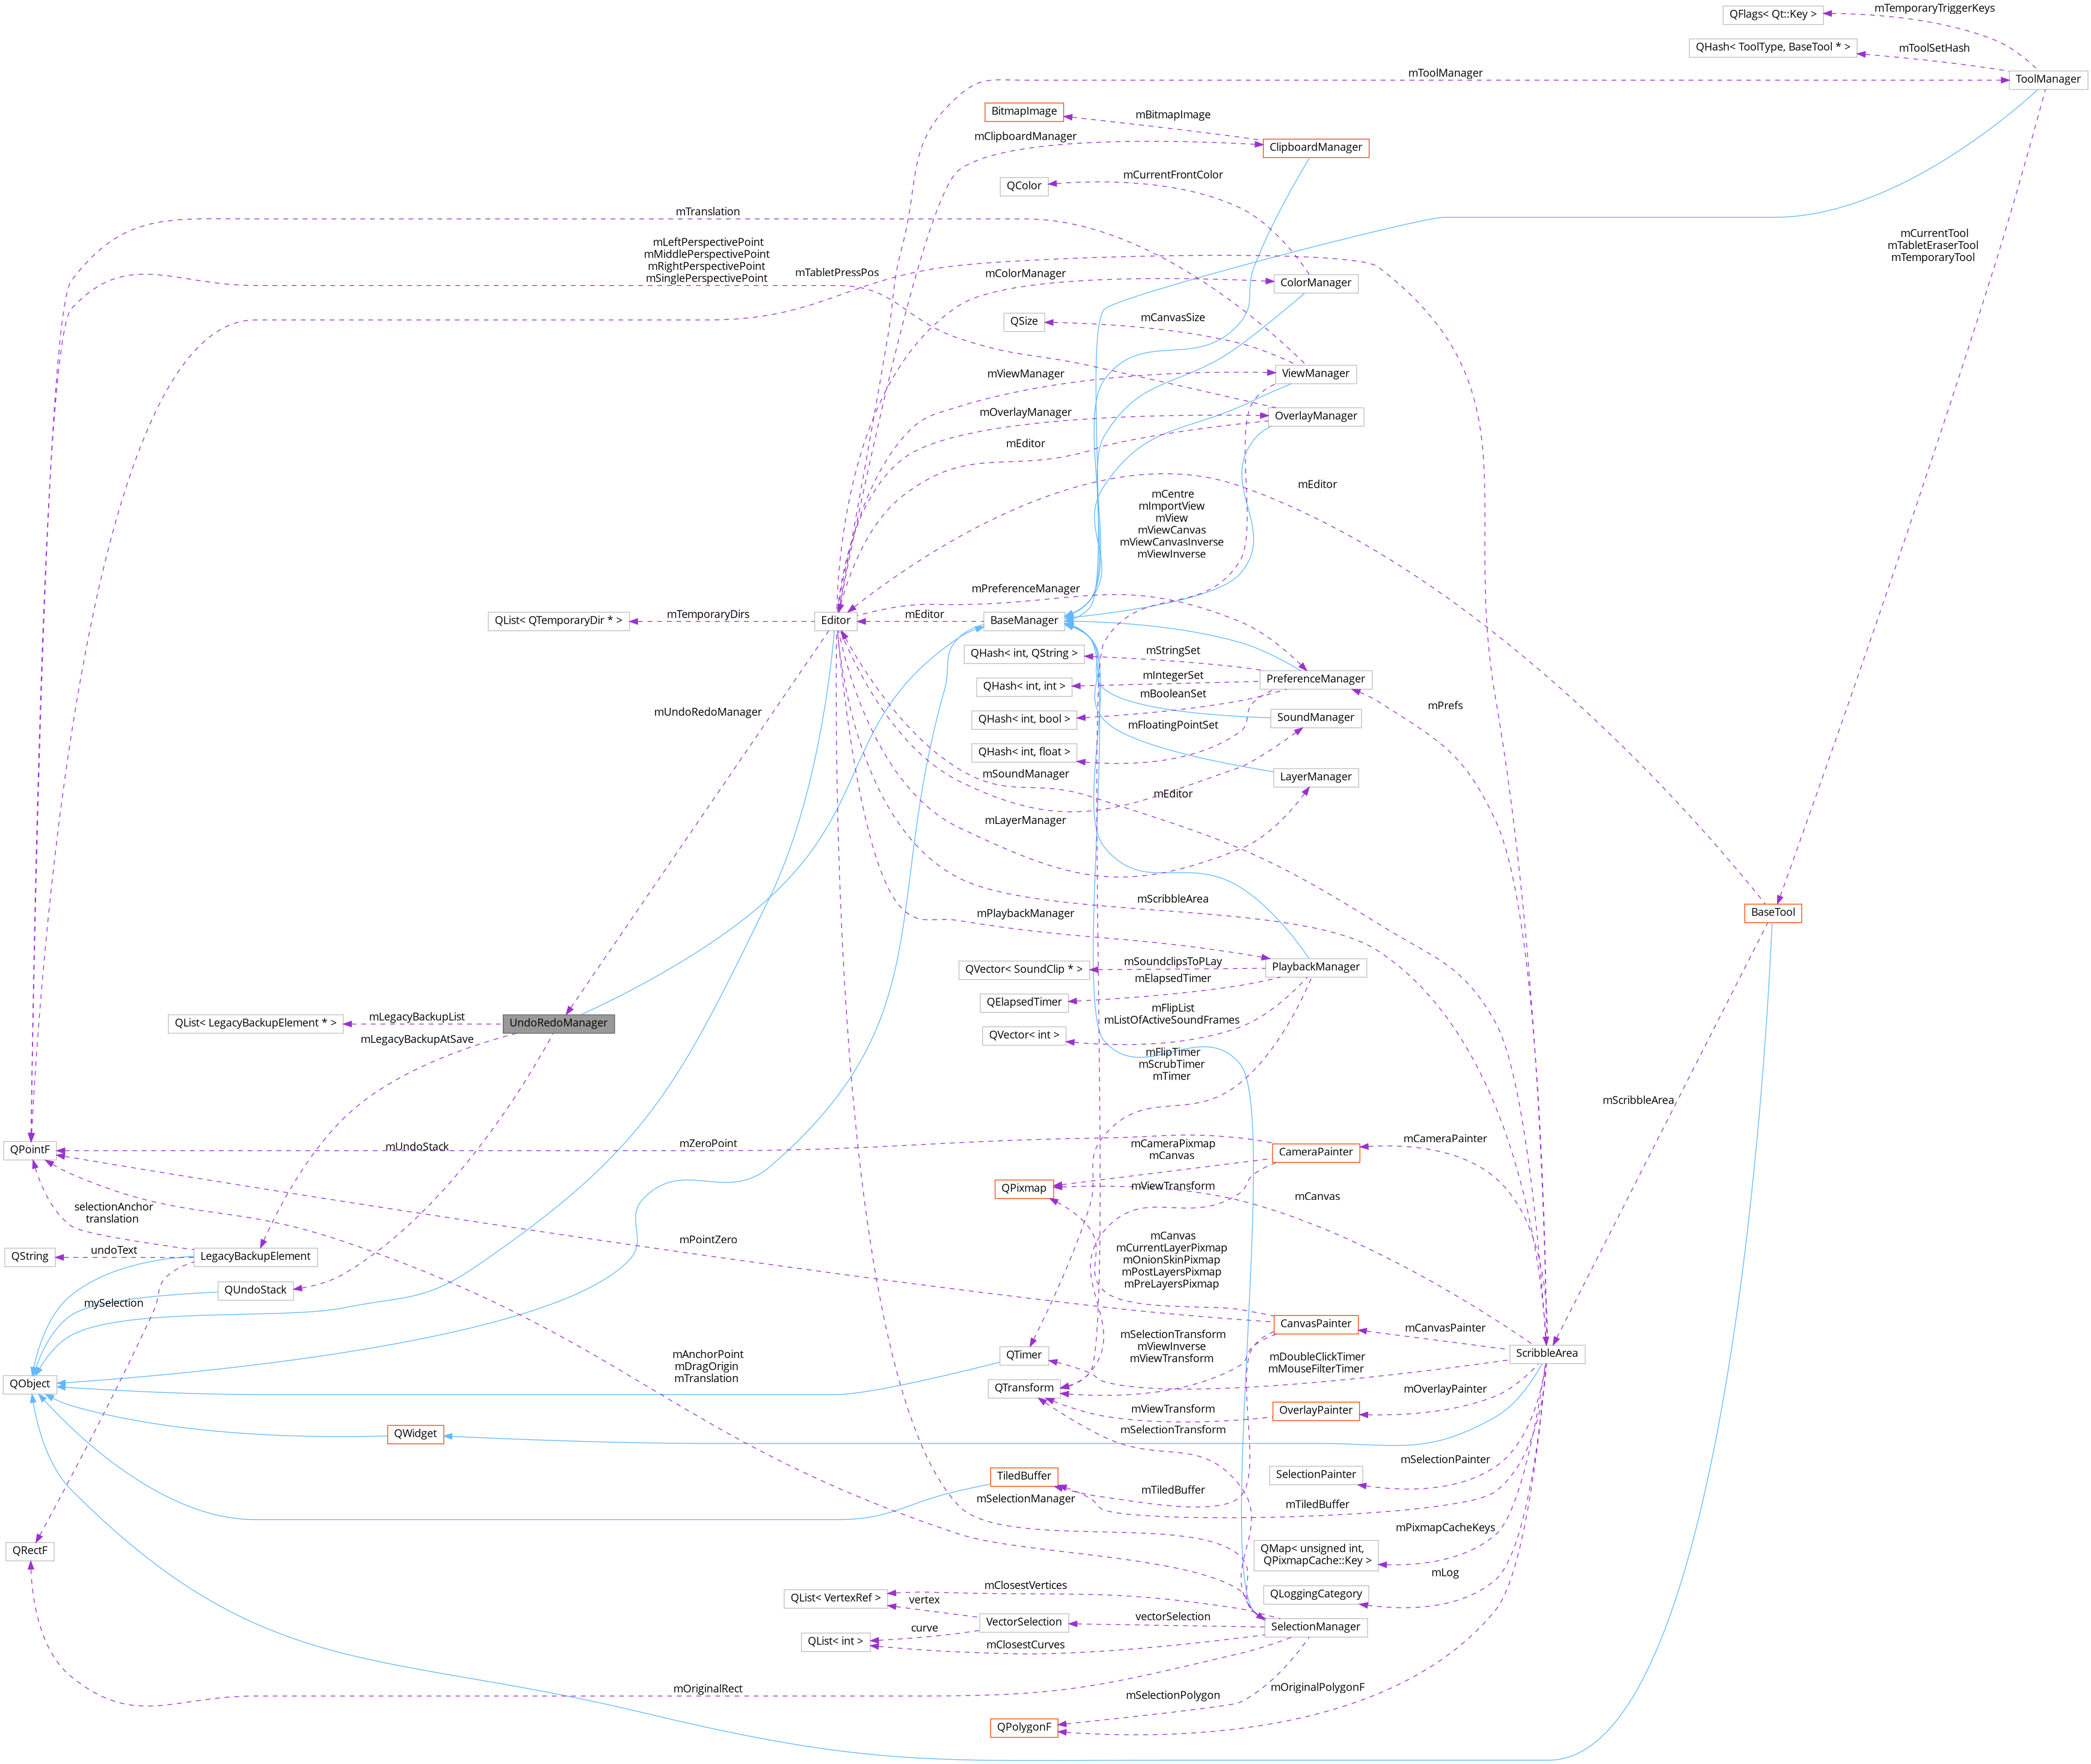 mTemporaryTriggerKeys
QFlags< Qt::Key >
mToolSetHash
QHash< ToolType, BaseTool * >
mToolManager
ToolManager
BitmapImage
mBitmapImage
mClipboardManager
ClipboardManager
mCurrentFrontColor
QColor
mTranslation
mCurrentTool
mTabletEraserTool
mTemporaryTool
mLeftPerspectivePoint
mMiddlePerspectivePoint
mRightPerspectivePoint
mSinglePerspectivePoint
mTabletPressPos
mColorManager
ColorManager
QSize
mCanvasSize
mViewManager
ViewManager
mOverlayManager
OverlayManager
mEditor
mEditor
mCentre
mImportView
mView
mViewCanvas
mViewCanvasInverse
mViewInverse
mPreferenceManager
QList< QTemporaryDir * >
mTemporaryDirs
Editor
mEditor
BaseManager
QHash< int, QString >
mStringSet
PreferenceManager
mIntegerSet
QHash< int, int >
mBooleanSet
QHash< int, bool >
SoundManager
mFloatingPointSet
QHash< int, float >
mPrefs
mUndoRedoManager
mSoundManager
LayerManager
mEditor
mLayerManager
mScribbleArea
mPlaybackManager
BaseTool
QVector< SoundClip * >
mSoundclipsToPLay
PlaybackManager
mElapsedTimer
QElapsedTimer
mFlipList
mListOfActiveSoundFrames
QVector< int >
QList< LegacyBackupElement * >
mLegacyBackupList
UndoRedoManager
mLegacyBackupAtSave
mFlipTimer
mScrubTimer
mTimer
mScribbleArea
QPointF
mUndoStack
mZeroPoint
mCameraPixmap
mCanvas
CameraPainter
mCameraPainter
QPixmap
mViewTransform
mCanvas
selectionAnchor
translation
QString
undoText
LegacyBackupElement
mPointZero
mCanvas
mCurrentLayerPixmap
mOnionSkinPixmap
mPostLayersPixmap
mPreLayersPixmap
QUndoStack
mySelection
CanvasPainter
mCanvasPainter
ScribbleArea
mSelectionTransform
mViewInverse
mViewTransform
mDoubleClickTimer
mMouseFilterTimer
QTimer
mAnchorPoint
mDragOrigin
mTranslation
QObject
QTransform
mOverlayPainter
mViewTransform
OverlayPainter
QWidget
mSelectionTransform
mSelectionPainter
SelectionPainter
TiledBuffer
mTiledBuffer
mSelectionManager
mTiledBuffer
mPixmapCacheKeys
QRectF
QMap< unsigned int,
QPixmapCache::Key >
mLog
QLoggingCategory
mClosestVertices
QList< VertexRef >
vertex
VectorSelection
vectorSelection
SelectionManager
curve
QList< int >
mClosestCurves
mOriginalRect
mSelectionPolygon
mOriginalPolygonF
QPolygonF